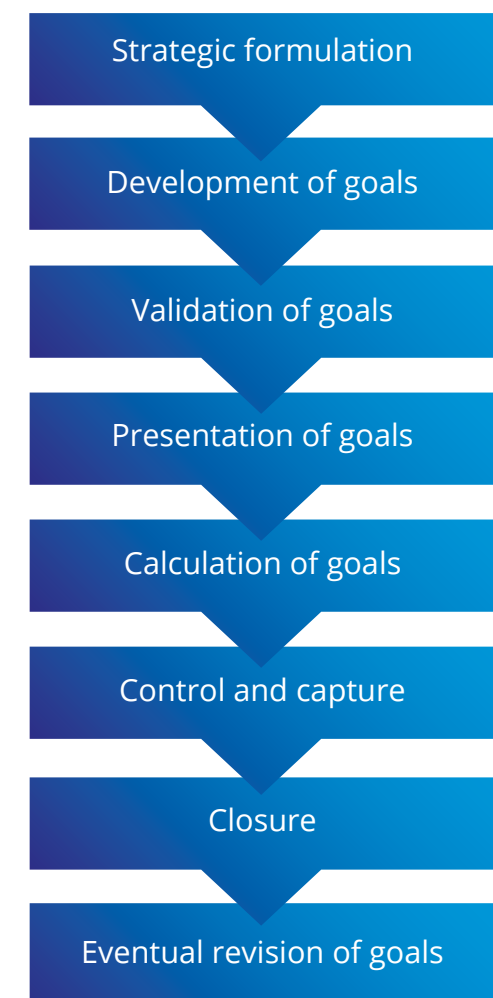 Strategic formulation
Development of goals
Validation of goals
Presentation of goals
Calculation of goals
Control and capture
Closure
Eventual revision of goals